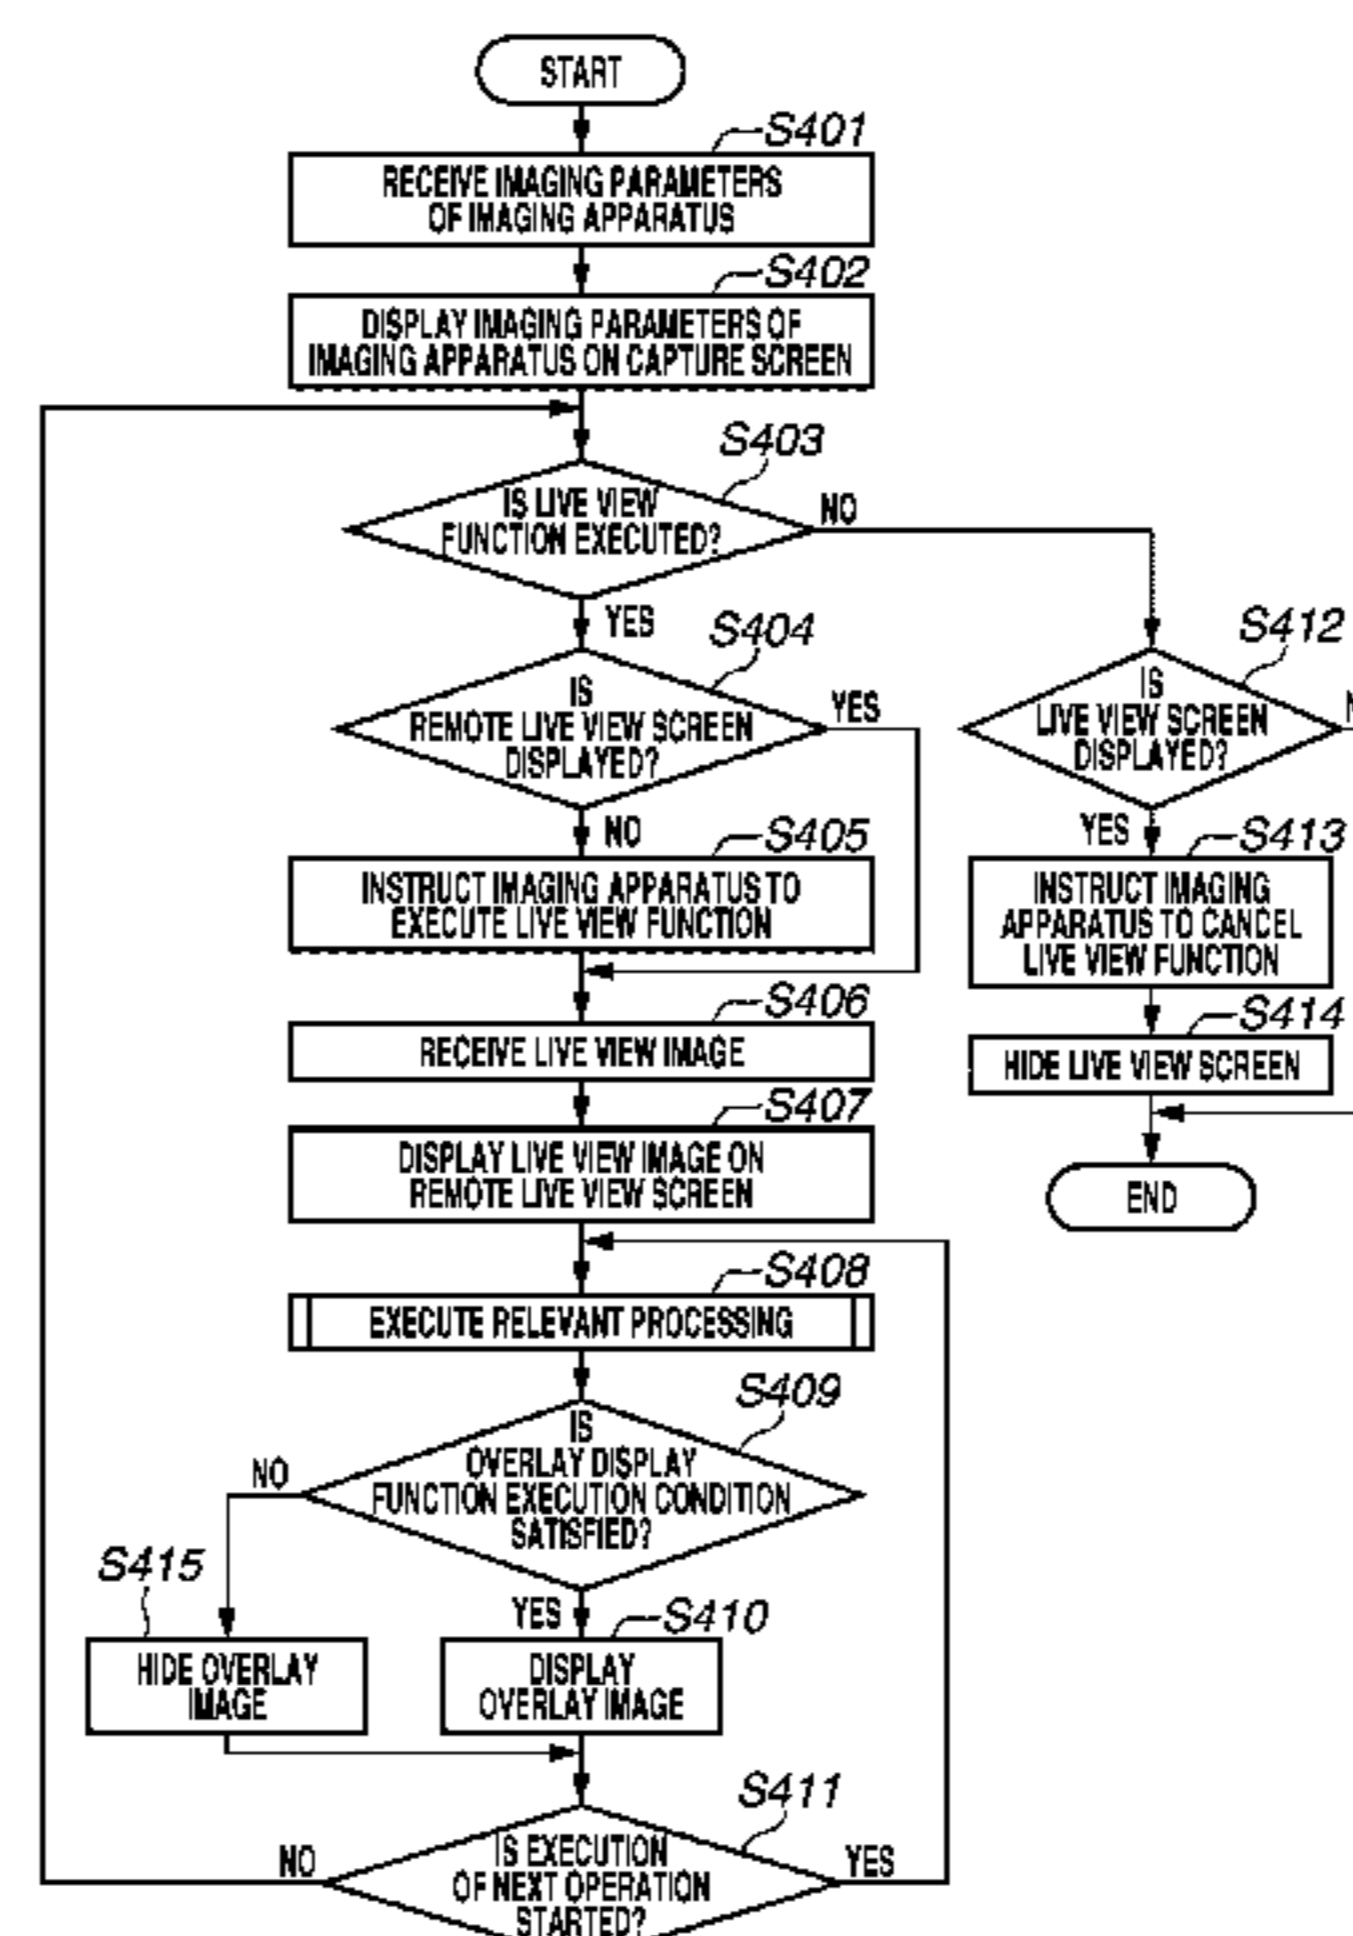 START
S401
RECEIVE IMAGING PARAMETERS
OF IMAGING APPARATUS
S402
DISPLAY IMAGING PARAMETERS OF
IMAGING APPARATUS ON CAPTURE SCREEN
S403
IS LIVE VIEW
FUNCTION EXECUTED?
NO
YES
S404
IS
REMOTE LIVE VIEW SCREEN
DISPLAYED?
YES
NO
S412
IS
LIVE VIEW SCREEN
DISPLAYED?
YES
S405
INSTRUCT IMAGING APPARATUS TO
EXECUTE LIVE VIEW FUNCTION
S413
INSTRUCT IMAGING
APPARATUS TO CANCEL
LIVE VIEW FUNCTION
S406
RECEIVE LIVE VIEW IMAGE
S414
HIDE LIVE VIEW SCREEN
S407
DISPLAY LIVE VIEW IMAGE ON
REMOTE LIVE VIEW SCREEN
END
S408
EXECUTE RELEVANT PROCESSING
S409
IS
OVERLAY DISPLAY
FUNCTION EXECUTION CONDITION
SATISFIED?
NO
YES
S415
HIDE OVERLAY
IMAGE
S410
DISPLAY
OVERLAY IMAGE
S411
IS EXECUTION
OF NEXT OPERATION
STARTED?
NO
YES